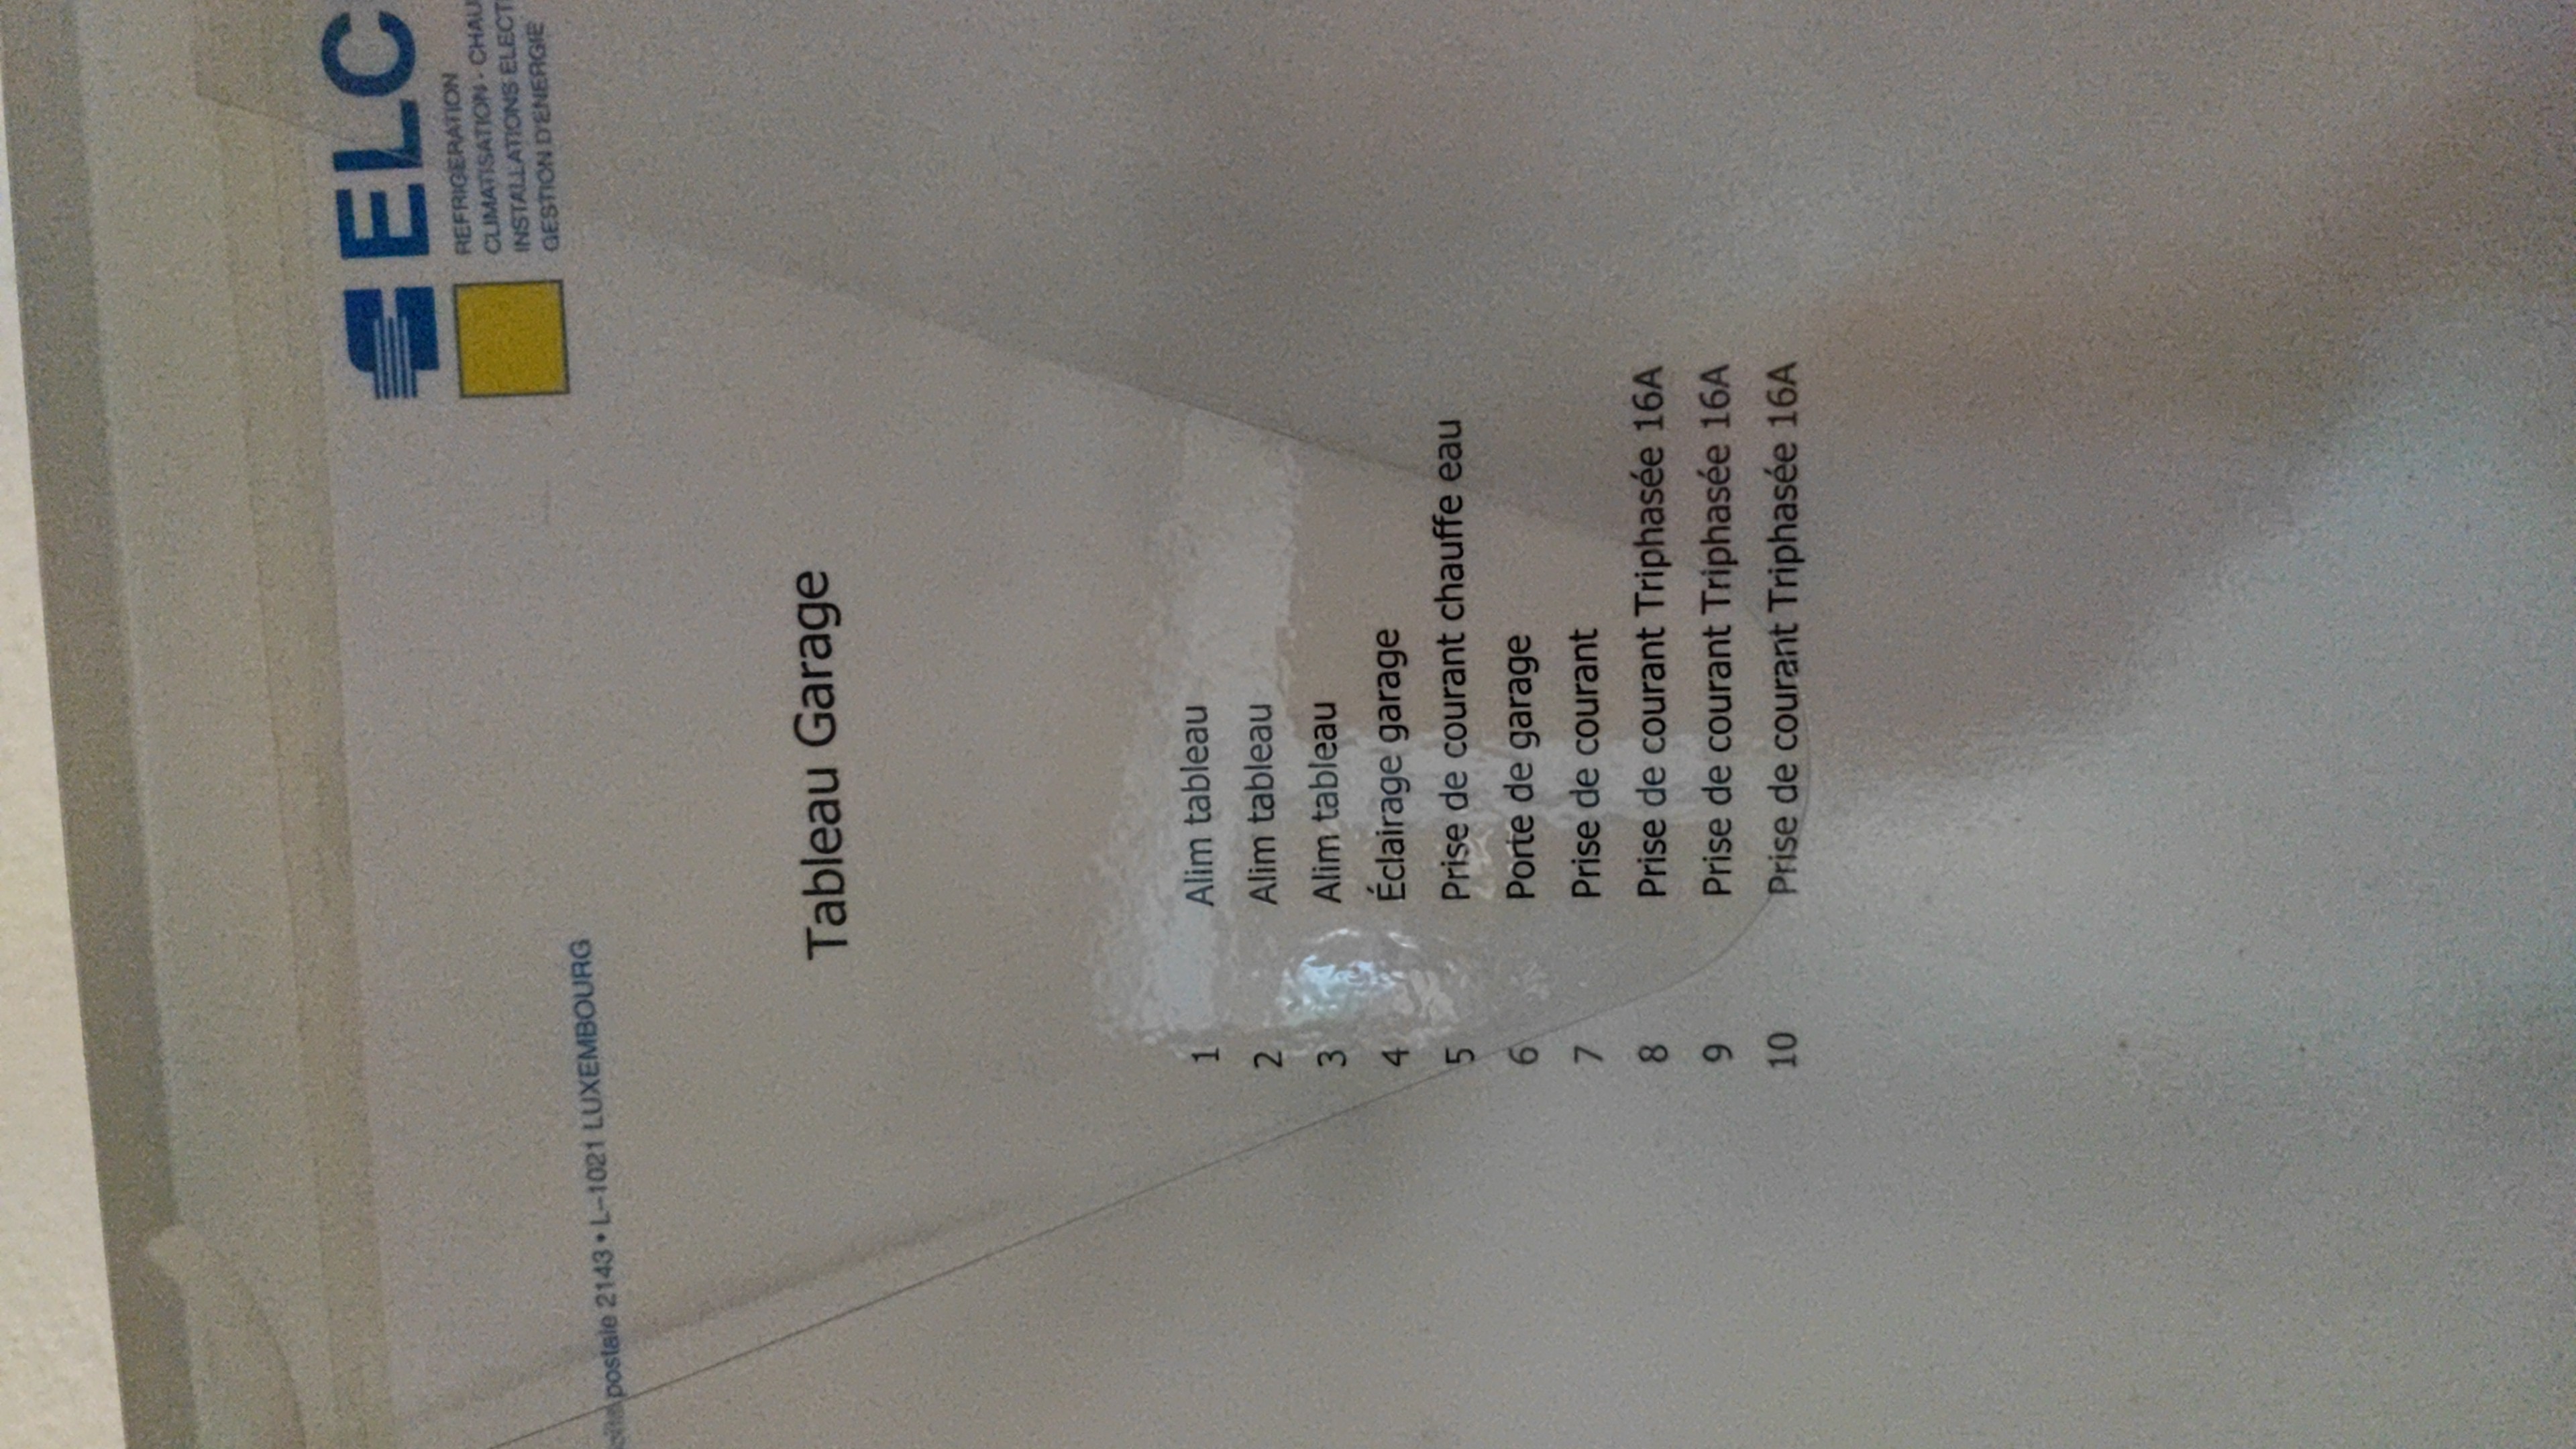 ELC
REFRIGERATION
CLIMATISATION - CHAU
INSTALLATIONS ELECT
GESTION D'ENERGIE
postale 2143 • L-1021 LUXEMBOURG
Tableau Garage
1 Alim tableau
2 Alim tableau
3 Alim tableau
4 Éclairage garage
5 Prise de courant chauffe eau
6 Porte de garage
7 Prise de courant
8 Prise de courant Triphasée 16A
9 Prise de courant Triphasée 16A
10 Prise de courant Triphasée 16A